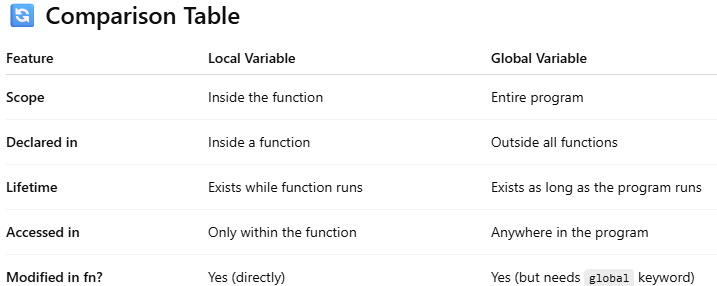 🔄 Comparison Table
Feature Local Variable Global Variable
Scope Inside the function Entire program
Declared in Inside a function Outside all functions
Lifetime Exists while function runs Exists as long as the program runs
Accessed in Only within the function Anywhere in the program
Modified in fn? Yes (directly) Yes (but needs global keyword)